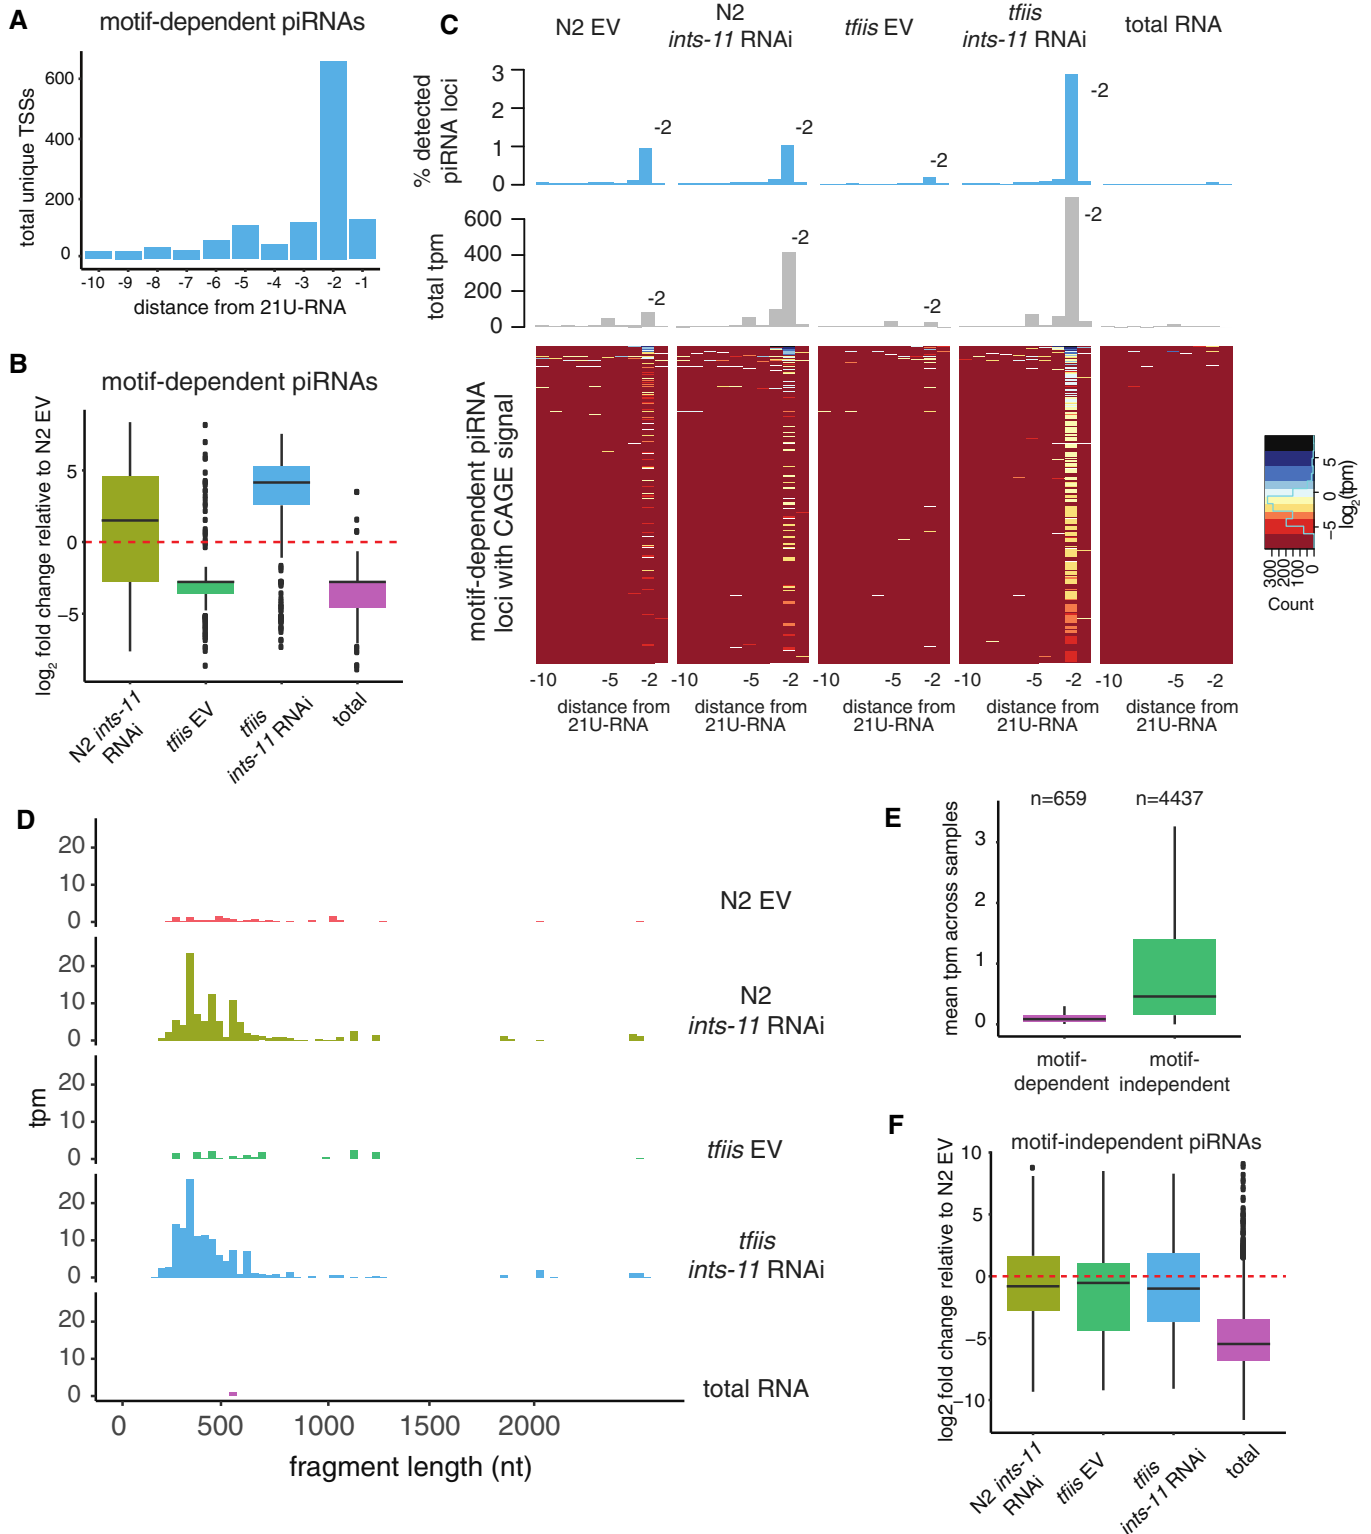 A
motif-dependent piRNAs
total unique TSSs
600
400
200
0
-10 -9 -8 -7 -6 -5 -4 -3 -2 -1
distance from 21U-RNA
B
motif-dependent piRNAs
log2 fold change relative to N2 EV
5
0
−5
N2 ints-11
RNAi
tfiis EV
tfiis
ints-11 RNAi
total
C
N2 EV
N2
ints-11 RNAi
tfiis EV
tfiis
ints-11 RNAi
total RNA
% detected
piRNA loci
3
2
1
0
-2
-2
-2
-2
total tpm
600
400
200
0
-2
-2
-2
-2
motif-dependent piRNA
loci with CAGE signal
-10 -5 -2
distance from
21U-RNA
-10 -5 -2
distance from
21U-RNA
-10 -5 -2
distance from
21U-RNA
-10 -5 -2
distance from
21U-RNA
-10 -5 -2
distance from
21U-RNA
5
0
−5
log2(tpm)
300
200
100
0
Count
D
tpm
20
10
0
N2 EV
20
10
0
N2
ints-11 RNAi
20
10
0
tfiis EV
20
10
0
tfiis
ints-11 RNAi
20
10
0
total RNA
0 500 1000 1500 2000
fragment length (nt)
E
mean tpm across samples
n=659 n=4437
3
2
1
0
motif-
dependent
motif-
independent
F
motif-independent piRNAs
log2 fold change relative to N2 EV
10
5
0
−5
−10
N2 ints-11
RNAi
tfiis EV
tfiis
ints-11 RNAi
total